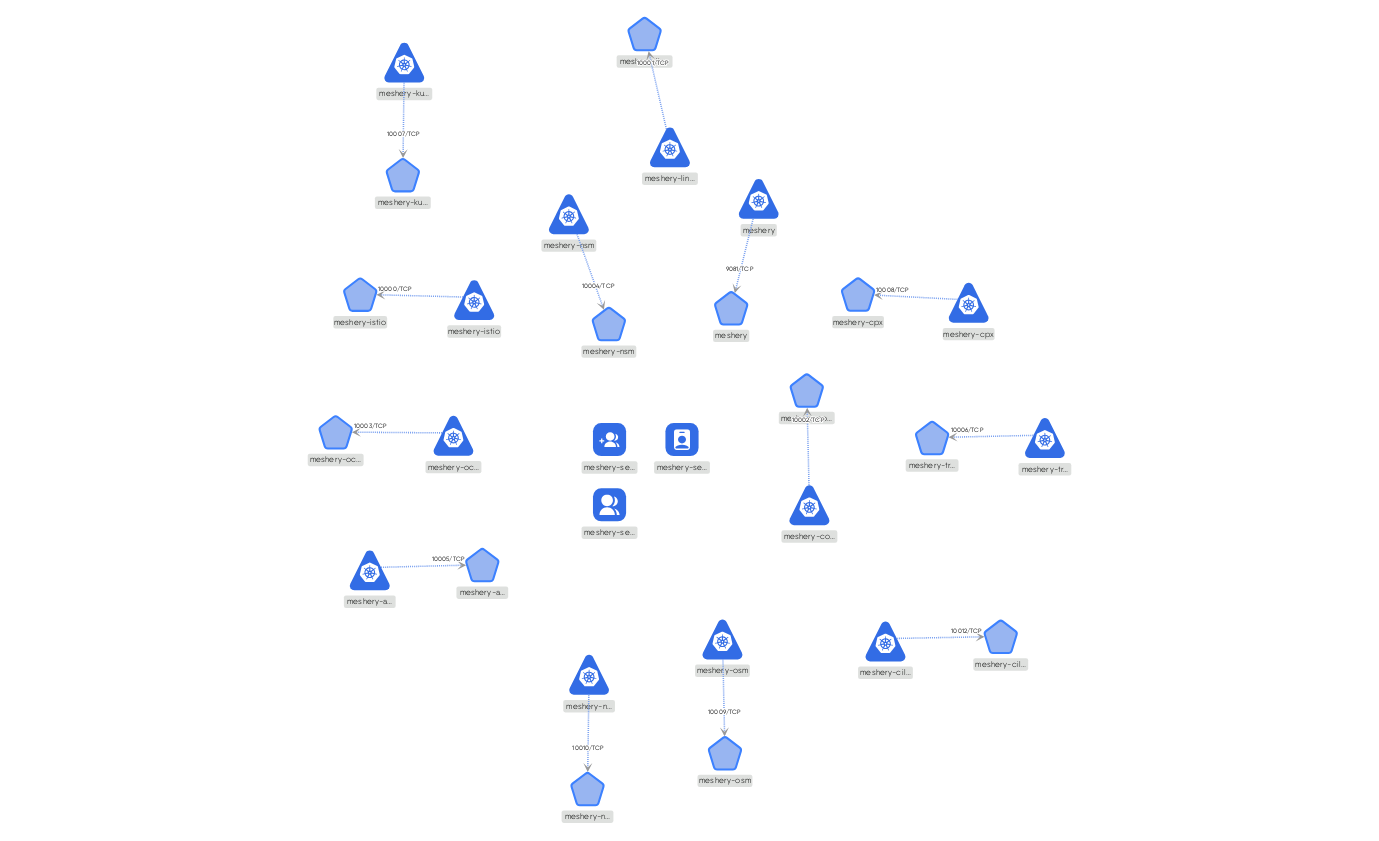 meshery-ku...
10007/TCP
meshery-ku...
10001/TCP
meshery-lin...
meshery-nsm
10004/TCP
meshery-nsm
meshery
9081/TCP
meshery
10000/TCP
meshery-istio
meshery-istio
10008/TCP
meshery-cpx
meshery-cpx
10003/TCP
meshery-oc...
meshery-oc...
meshery-se...
meshery-se...
meshery-se...
10002/TCP
meshery-co...
10006/TCP
meshery-tr...
meshery-tr...
10005/TCP
meshery-a...
meshery-a...
meshery-n...
10010/TCP
meshery-n...
meshery-osm
10009/TCP
meshery-osm
10012/TCP
meshery-cil...
meshery-cil...